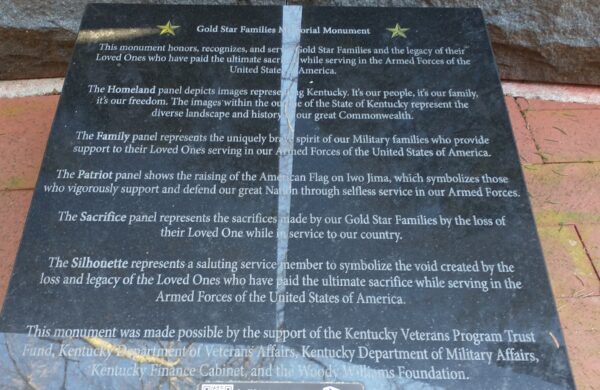 Gold Star Families Memorial Monument
This monument honors, recognizes, and serves Gold Star Families and the legacy of their
Loved Ones who have paid the ultimate sacrifice while serving in the Armed Forces of the
United States of America.
The Homeland panel depicts images representing Kentucky. It's our people, it's our family,
it's our freedom. The images within the outline of the State of Kentucky represent the
diverse landscape and history of our great Commonwealth.
The Family panel represents the uniquely brave spirit of our Military families who provide
support to their Loved Ones serving in our Armed Forces of the United States of America.
The Patriot panel shows the raising of the American Flag on Iwo Jima, which symbolizes those
who vigorously support and defend our great Nation through selfless service in our Armed Forces.
The Sacrifice panel represents the sacrifices made by our Gold Star Families by the loss of
their Loved One while in service to our country.
The Silhouette represents a saluting service member to symbolize the void created by the
loss and legacy of the Loved Ones who have paid the ultimate sacrifice while serving in the
Armed Forces of the United States of America.
This monument was made possible by the support of the Kentucky Veterans Program Trust
Fund, Kentucky Department of Veterans Affairs, Kentucky Department of Military Affairs,
Kentucky Finance Cabinet, and the Woody Williams Foundation.